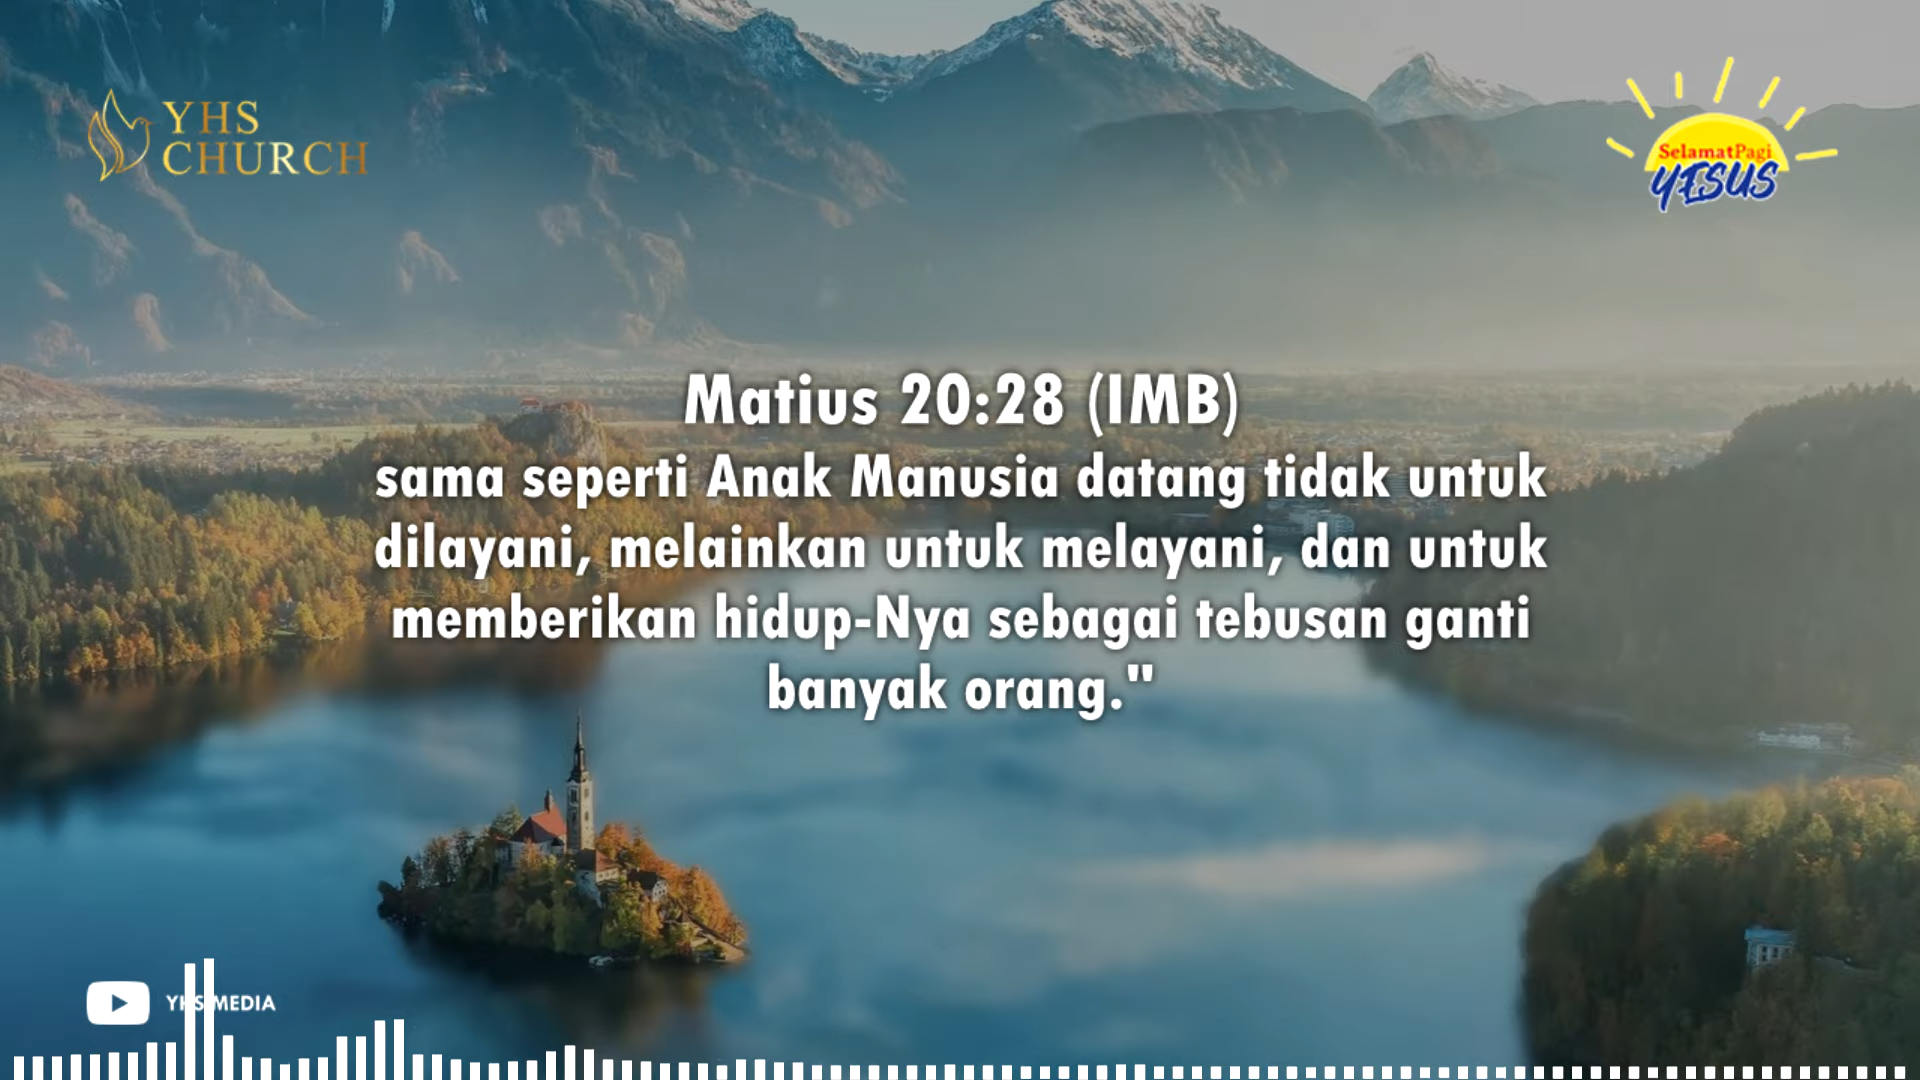 YHS
CHURCH
SelamatPagi
YESUS
Matius 20:28 (IMB)
sama seperti Anak Manusia datang tidak untuk
dilayani, melainkan untuk melayani, dan untuk
memberikan hidup-Nya sebagai tebusan ganti
banyak orang."
YHS MEDIA